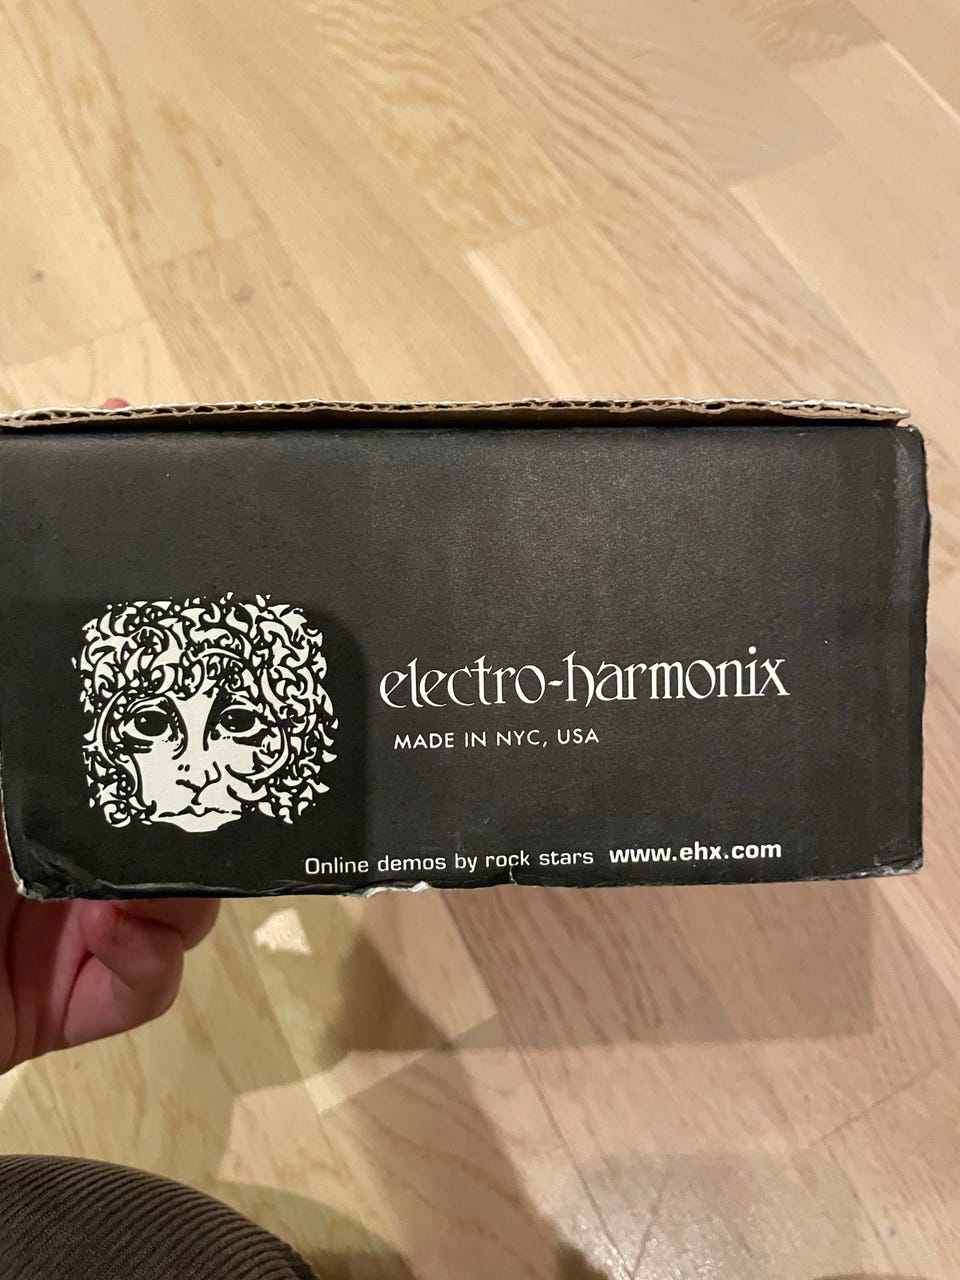 electro-harmonix
MADE IN NYC, USA
Online demos by rock stars www.ehx.com